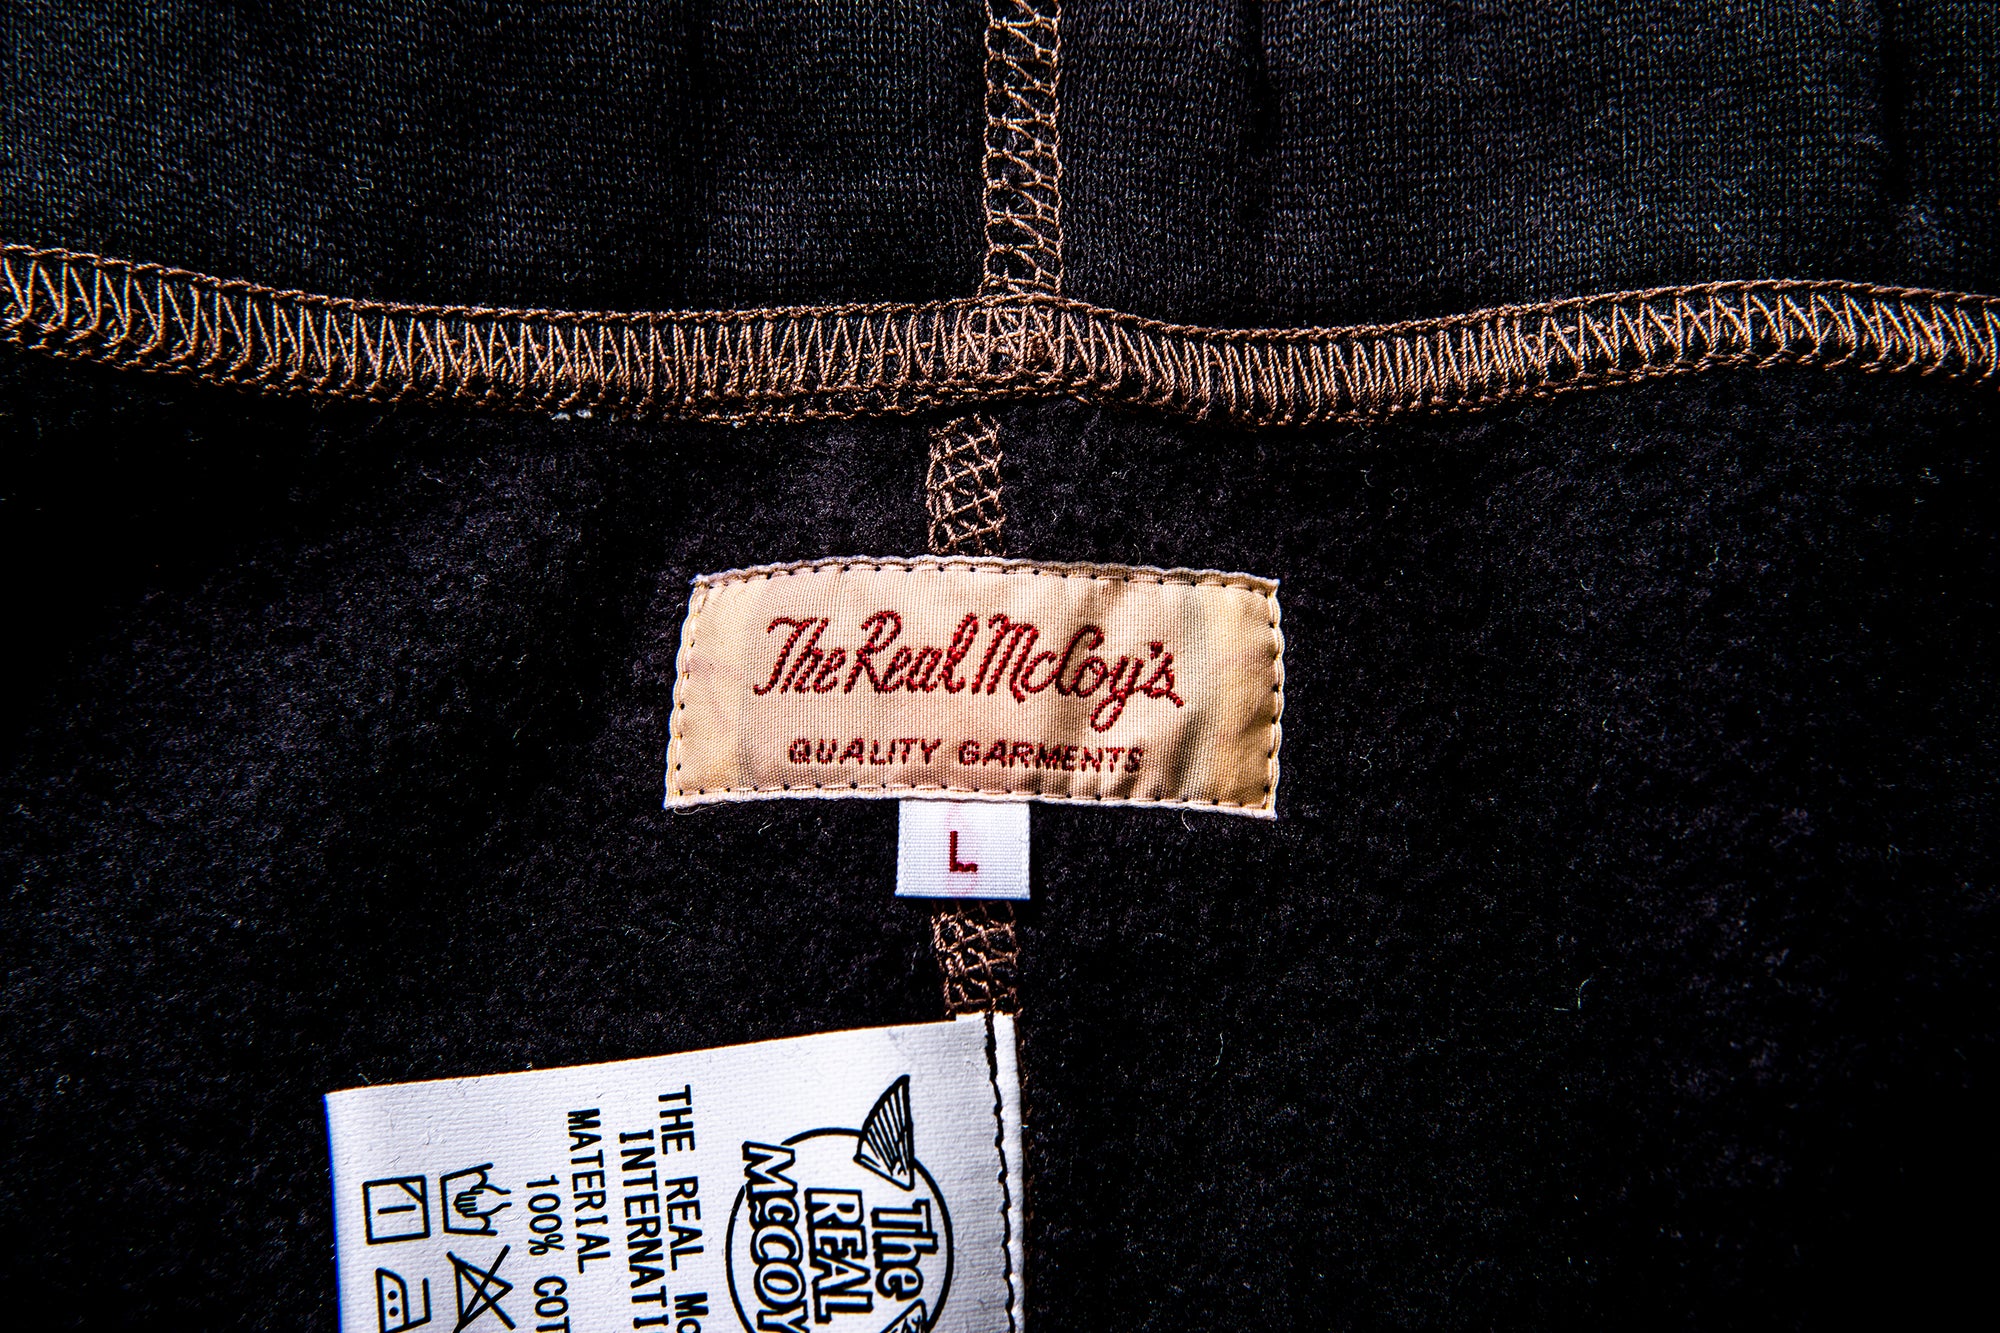 The Real McCoy's
QUALITY GARMENTS
L
The
REAL
McCOY
THE REAL Mc
INTERNATI
MATERIAL
100% COT